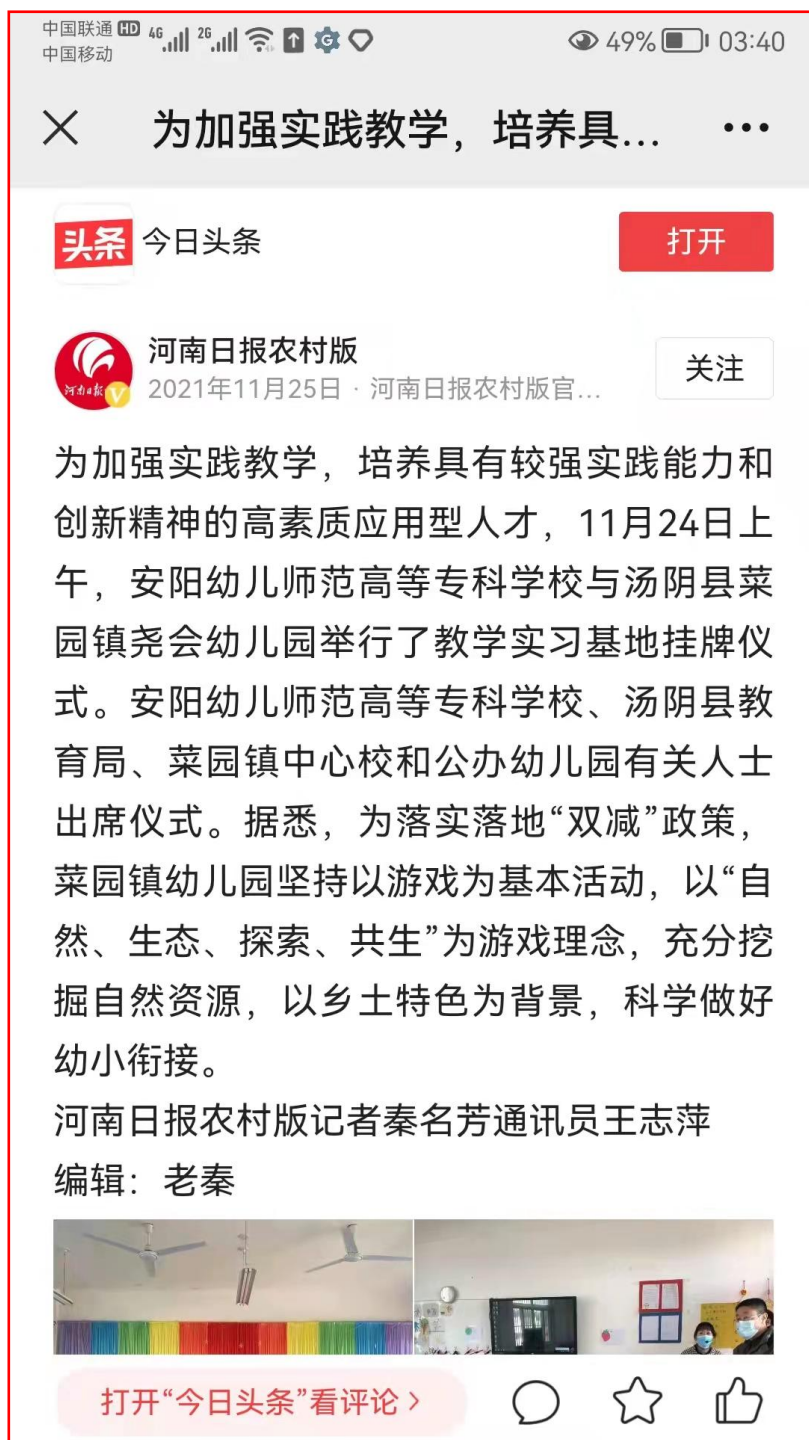 中国联通 HD 4G 2G 49% 03:40
中国移动
为加强实践教学，培养具...
头条 今日头条 打开
河南日报农村版
2021年11月25日 · 河南日报农村版官...
关注
河南日报 V
为加强实践教学，培养具有较强实践能力和
创新精神的高素质应用型人才，11月24日上
午，安阳幼儿师范高等专科学校与汤阴县菜
园镇尧会幼儿园举行了教学实习基地挂牌仪
式。安阳幼儿师范高等专科学校、汤阴县教
育局、菜园镇中心校和公办幼儿园有关人士
出席仪式。据悉，为落实落地“双减”政策，
菜园镇幼儿园坚持以游戏为基本活动，以“自
然、生态、探索、共生”为游戏理念，充分挖
掘自然资源，以乡土特色为背景，科学做好
幼小衔接。
河南日报农村版记者秦名芳通讯员王志萍
编辑：老秦
打开“今日头条”看评论 ›